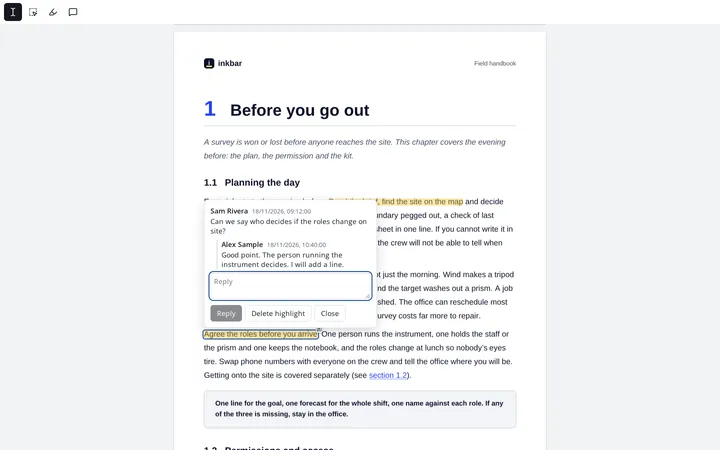 inkbar
Field handbook
1 Before you go out
A survey is won or lost before anyone reaches the site. This chapter covers the evening
before: the plan, the permission and the kit.
1.1 Planning the day
find the site on the map and decide
Sam Rivera 18/11/2026, 09:12:00
Can we say who decides if the roles change on
site?
Alex Sample 18/11/2026, 10:40:00
Good point. The person running the
instrument decides. I will add a line.
Reply
Reply
Delete highlight
Close
pegged out, a check of last
in one line. If you cannot write it in
the crew will not be able to tell when
just the morning. Wind makes a tripod
the target washes out a prism. A job
The office can reschedule most
costs far more to repair.
Agree the roles before you arrive. One person runs the instrument, one holds the staff or
the prism and one keeps the notebook, and the roles change at lunch so nobody's eyes
tire. Swap phone numbers with everyone on the crew and tell the office where you will be.
Getting onto the site is covered separately (see section 1.2).
One line for the goal, one forecast for the whole shift, one name against each role. If any
of the three is missing, stay in the office.